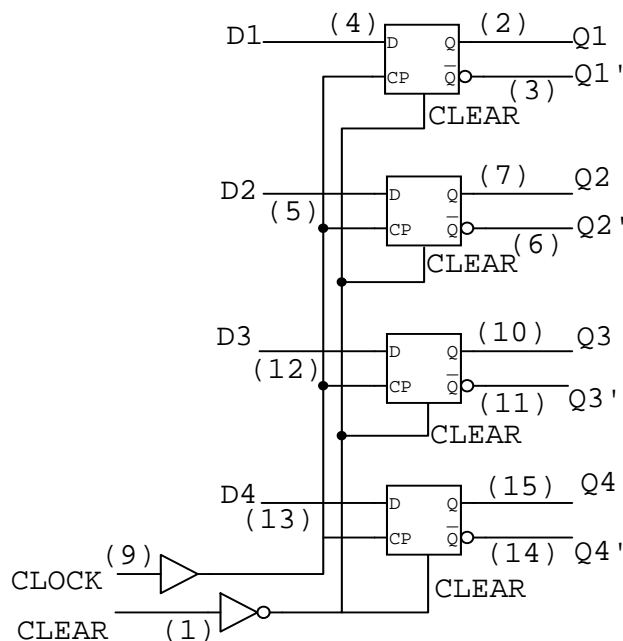 D1 (4) D Q (2) Q1
CP Q̅ (3) Q1'
CLEAR
D2 (5) D Q (7) Q2
CP Q̅ (6) Q2'
CLEAR
D3 (12) D Q (10) Q3
CP Q̅ (11) Q3'
CLEAR
D4 (13) D Q (15) Q4
CP Q̅ (14) Q4'
CLEAR
CLOCK (9)
CLEAR (1)